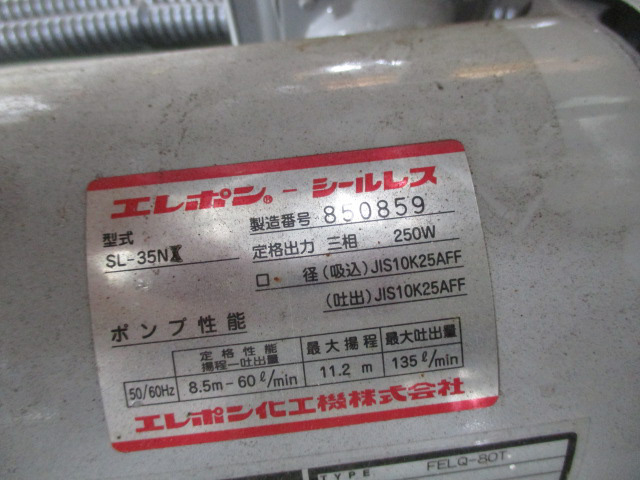 エレポン® - シールレス
型式
SL-35N
製造番号 850859
定格出力 三相 250W
口 径 (吸込) JIS10K25AFF
(吐出) JIS10K25AFF
ポンプ性能
定格性能
揚程―吐出量
最大揚程
最大吐出量
50/60Hz
8.5m-60ℓ/min
11.2 m
135ℓ/min
エレポン化工機株式会社
TYPE FELQ-80T